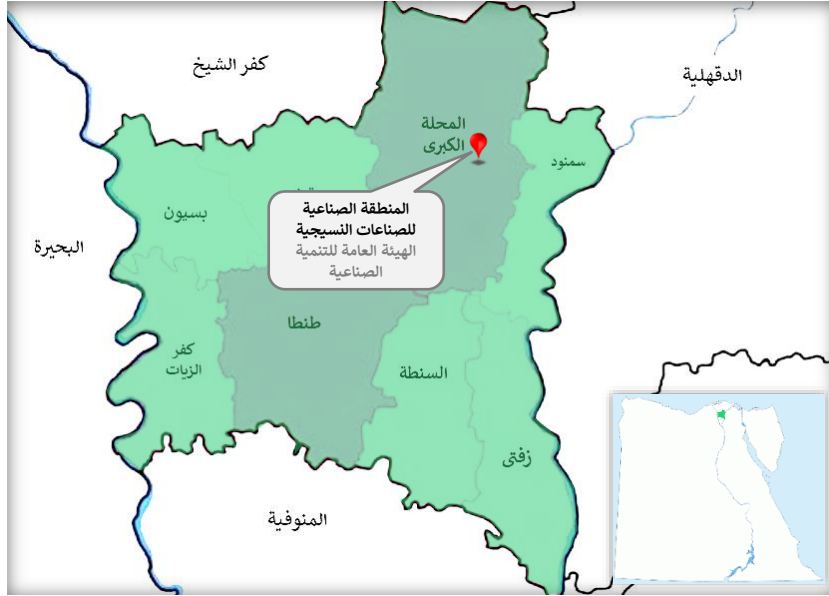 كفر الشيخ
الدقهلية
المحلة
الكبرى
سمنود
بسيون
المنطقة الصناعية
للصناعات النسيجية
الهيئة العامة للتنمية
الصناعية
البحيرة
طنطا
كفر
الزيات
السنطة
زفتى
المنوفية